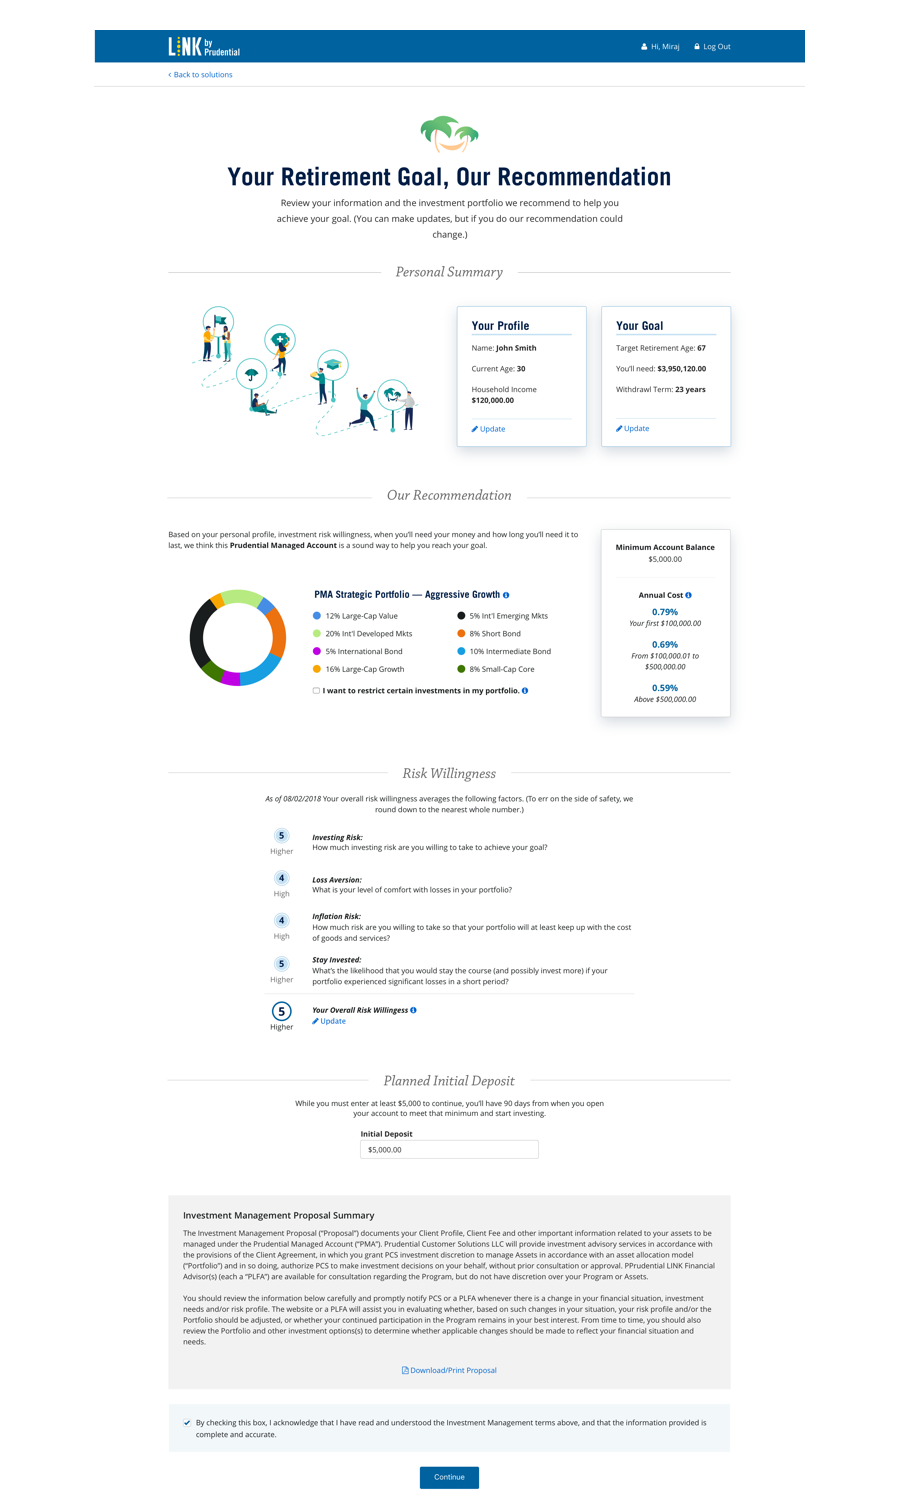 LINK by Prudential
Hi, Miraj
Log Out
‹ Back to solutions
Your Retirement Goal, Our Recommendation
Review your information and the investment portfolio we recommend to help you
achieve your goal. (You can make updates, but if you do our recommendation could
change.)
Personal Summary
Your Profile
Name: John Smith
Current Age: 30
Household Income
$120,000.00
Update
Your Goal
Target Retirement Age: 67
You'll need: $3,950,120.00
Withdrawl Term: 23 years
Update
Our Recommendation
Based on your personal profile, investment risk willingness, when you'll need your money and how long you'll need it to
last, we think this Prudential Managed Account is a sound way to help you reach your goal.
PMA Strategic Portfolio — Aggressive Growth
12% Large-Cap Value
5% Int'l Emerging Mkts
20% Int'l Developed Mkts
8% Short Bond
5% International Bond
10% Intermediate Bond
16% Large-Cap Growth
8% Small-Cap Core
I want to restrict certain investments in my portfolio.
Minimum Account Balance
$5,000.00
Annual Cost
0.79%
Your first $100,000.00
0.69%
From $100,000.01 to
$500,000.00
0.59%
Above $500,000.00
Risk Willingness
As of 08/02/2018 Your overall risk willingness averages the following factors. (To err on the side of safety, we
round down to the nearest whole number.)
5
Higher
Investing Risk:
How much investing risk are you willing to take to achieve your goal?
4
High
Loss Aversion:
What is your level of comfort with losses in your portfolio?
4
High
Inflation Risk:
How much risk are you willing to take so that your portfolio will at least keep up with the cost
of goods and services?
5
Higher
Stay Invested:
What's the likelihood that you would stay the course (and possibly invest more) if your
portfolio experienced significant losses in a short period?
5
Higher
Your Overall Risk Willingess
Update
Planned Initial Deposit
While you must enter at least $5,000 to continue, you'll have 90 days from when you open
your account to meet that minimum and start investing.
Initial Deposit
$5,000.00
Investment Management Proposal Summary
The Investment Management Proposal (“Proposal”) documents your Client Profile, Client Fee and other important information related to your assets to be
managed under the Prudential Managed Account (“PMA”). Prudential Customer Solutions LLC will provide investment advisory services in accordance with
the provisions of the Client Agreement, in which you grant PCS investment discretion to manage Assets in accordance with an asset allocation model
(“Portfolio”) and in so doing, authorize PCS to make investment decisions on your behalf, without prior consultation or approval. PPrudential LINK Financial
Advisor(s) (each a “PLFA”) are available for consultation regarding the Program, but do not have discretion over your Program or Assets.
You should review the information below carefully and promptly notify PCS or a PLFA whenever there is a change in your financial situation, investment
needs and/or risk profile. The website or a PLFA will assist you in evaluating whether, based on such changes in your situation, your risk profile and/or the
Portfolio should be adjusted, or whether your continued participation in the Program remains in your best interest. From time to time, you should also
review the Portfolio and other investment options(s) to determine whether applicable changes should be made to reflect your financial situation and
needs.
Download/Print Proposal
By checking this box, I acknowledge that I have read and understood the Investment Management terms above, and that the information provided is
complete and accurate.
Continue